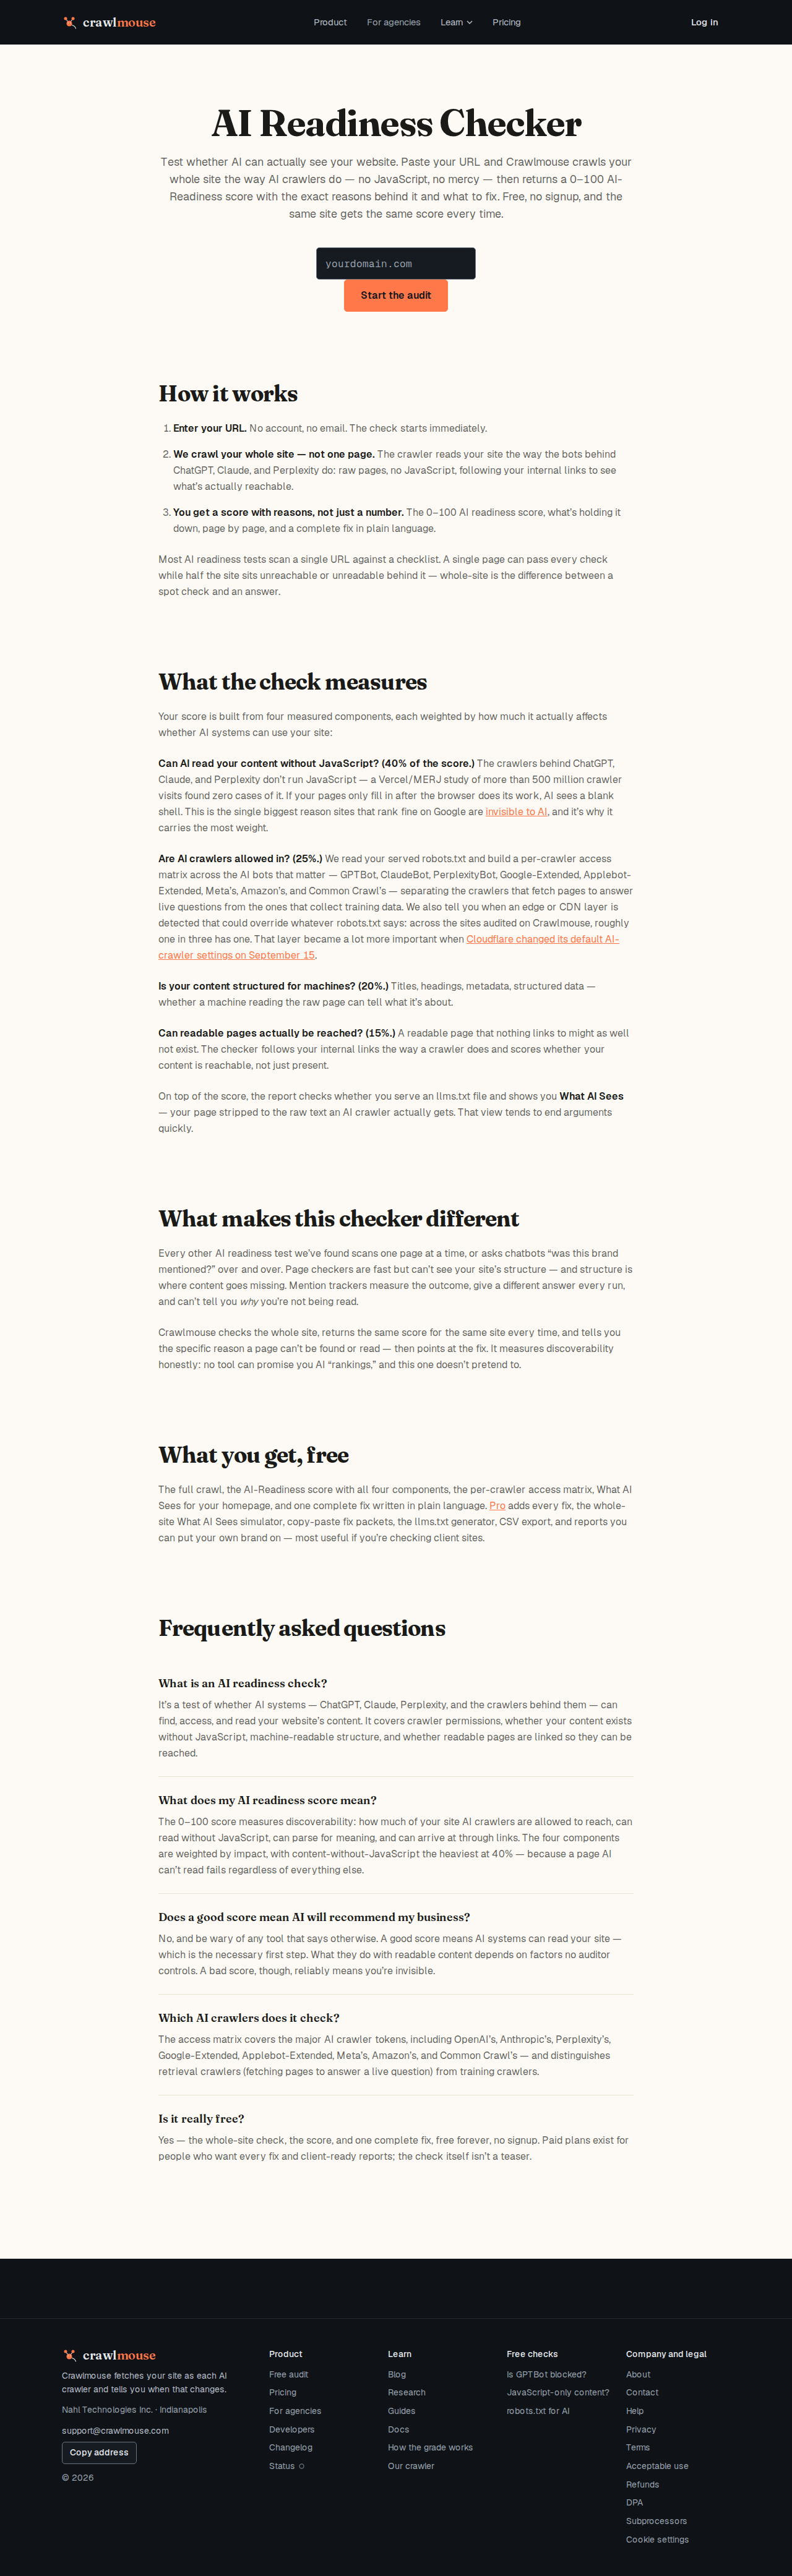 crawlmouse
Product
For agencies
Learn
Pricing
Log in
AI Readiness Checker
Test whether AI can actually see your website. Paste your URL and Crawlmouse crawls your
whole site the way AI crawlers do — no JavaScript, no mercy — then returns a 0–100 AI-
Readiness score with the exact reasons behind it and what to fix. Free, no signup, and the
same site gets the same score every time.
yourdomain.com
Start the audit
How it works
1. Enter your URL. No account, no email. The check starts immediately.
2. We crawl your whole site — not one page. The crawler reads your site the way the bots behind
ChatGPT, Claude, and Perplexity do: raw pages, no JavaScript, following your internal links to see
what's actually reachable.
3. You get a score with reasons, not just a number. The 0–100 AI readiness score, what's holding it
down, page by page, and a complete fix in plain language.
Most AI readiness tests scan a single URL against a checklist. A single page can pass every check
while half the site sits unreachable or unreadable behind it — whole-site is the difference between a
spot check and an answer.
What the check measures
Your score is built from four measured components, each weighted by how much it actually affects
whether AI systems can use your site:
Can AI read your content without JavaScript? (40% of the score.) The crawlers behind ChatGPT,
Claude, and Perplexity don't run JavaScript — a Vercel/MERJ study of more than 500 million crawler
visits found zero cases of it. If your pages only fill in after the browser does its work, AI sees a blank
shell. This is the single biggest reason sites that rank fine on Google are invisible to AI, and it's why it
carries the most weight.
Are AI crawlers allowed in? (25%.) We read your served robots.txt and build a per-crawler access
matrix across the AI bots that matter — GPTBot, ClaudeBot, PerplexityBot, Google-Extended, Applebot-
Extended, Meta's, Amazon's, and Common Crawl's — separating the crawlers that fetch pages to answer
live questions from the ones that collect training data. We also tell you when an edge or CDN layer is
detected that could override whatever robots.txt says: across the sites audited on Crawlmouse, roughly
one in three has one. That layer became a lot more important when Cloudflare changed its default AI-
crawler settings on September 15.
Is your content structured for machines? (20%.) Titles, headings, metadata, structured data —
whether a machine reading the raw page can tell what it's about.
Can readable pages actually be reached? (15%.) A readable page that nothing links to might as well
not exist. The checker follows your internal links the way a crawler does and scores whether your
content is reachable, not just present.
On top of the score, the report checks whether you serve an llms.txt file and shows you What AI Sees
— your page stripped to the raw text an AI crawler actually gets. That view tends to end arguments
quickly.
What makes this checker different
Every other AI readiness test we've found scans one page at a time, or asks chatbots “was this brand
mentioned?” over and over. Page checkers are fast but can't see your site's structure — and structure is
where content goes missing. Mention trackers measure the outcome, give a different answer every run,
and can't tell you why you're not being read.
Crawlmouse checks the whole site, returns the same score for the same site every time, and tells you
the specific reason a page can't be found or read — then points at the fix. It measures discoverability
honestly: no tool can promise you AI “rankings,” and this one doesn't pretend to.
What you get, free
The full crawl, the AI-Readiness score with all four components, the per-crawler access matrix, What AI
Sees for your homepage, and one complete fix written in plain language. Pro adds every fix, the whole-
site What AI Sees simulator, copy-paste fix packets, the llms.txt generator, CSV export, and reports you
can put your own brand on — most useful if you're checking client sites.
Frequently asked questions
What is an AI readiness check?
It's a test of whether AI systems — ChatGPT, Claude, Perplexity, and the crawlers behind them — can
find, access, and read your website's content. It covers crawler permissions, whether your content exists
without JavaScript, machine-readable structure, and whether readable pages are linked so they can be
reached.
What does my AI readiness score mean?
The 0–100 score measures discoverability: how much of your site AI crawlers are allowed to reach, can
read without JavaScript, can parse for meaning, and can arrive at through links. The four components
are weighted by impact, with content-without-JavaScript the heaviest at 40% — because a page AI
can't read fails regardless of everything else.
Does a good score mean AI will recommend my business?
No, and be wary of any tool that says otherwise. A good score means AI systems can read your site —
which is the necessary first step. What they do with readable content depends on factors no auditor
controls. A bad score, though, reliably means you're invisible.
Which AI crawlers does it check?
The access matrix covers the major AI crawler tokens, including OpenAI's, Anthropic's, Perplexity's,
Google-Extended, Applebot-Extended, Meta's, Amazon's, and Common Crawl's — and distinguishes
retrieval crawlers (fetching pages to answer a live question) from training crawlers.
Is it really free?
Yes — the whole-site check, the score, and one complete fix, free forever, no signup. Paid plans exist for
people who want every fix and client-ready reports; the check itself isn't a teaser.
crawlmouse
Crawlmouse fetches your site as each AI
crawler and tells you when that changes.
Nahl Technologies Inc. · Indianapolis
support@crawlmouse.com
Copy address
© 2026
Product
Free audit
Pricing
For agencies
Developers
Changelog
Status
Learn
Blog
Research
Guides
Docs
How the grade works
Our crawler
Free checks
Is GPTBot blocked?
JavaScript-only content?
robots.txt for AI
Company and legal
About
Contact
Help
Privacy
Terms
Acceptable use
Refunds
DPA
Subprocessors
Cookie settings